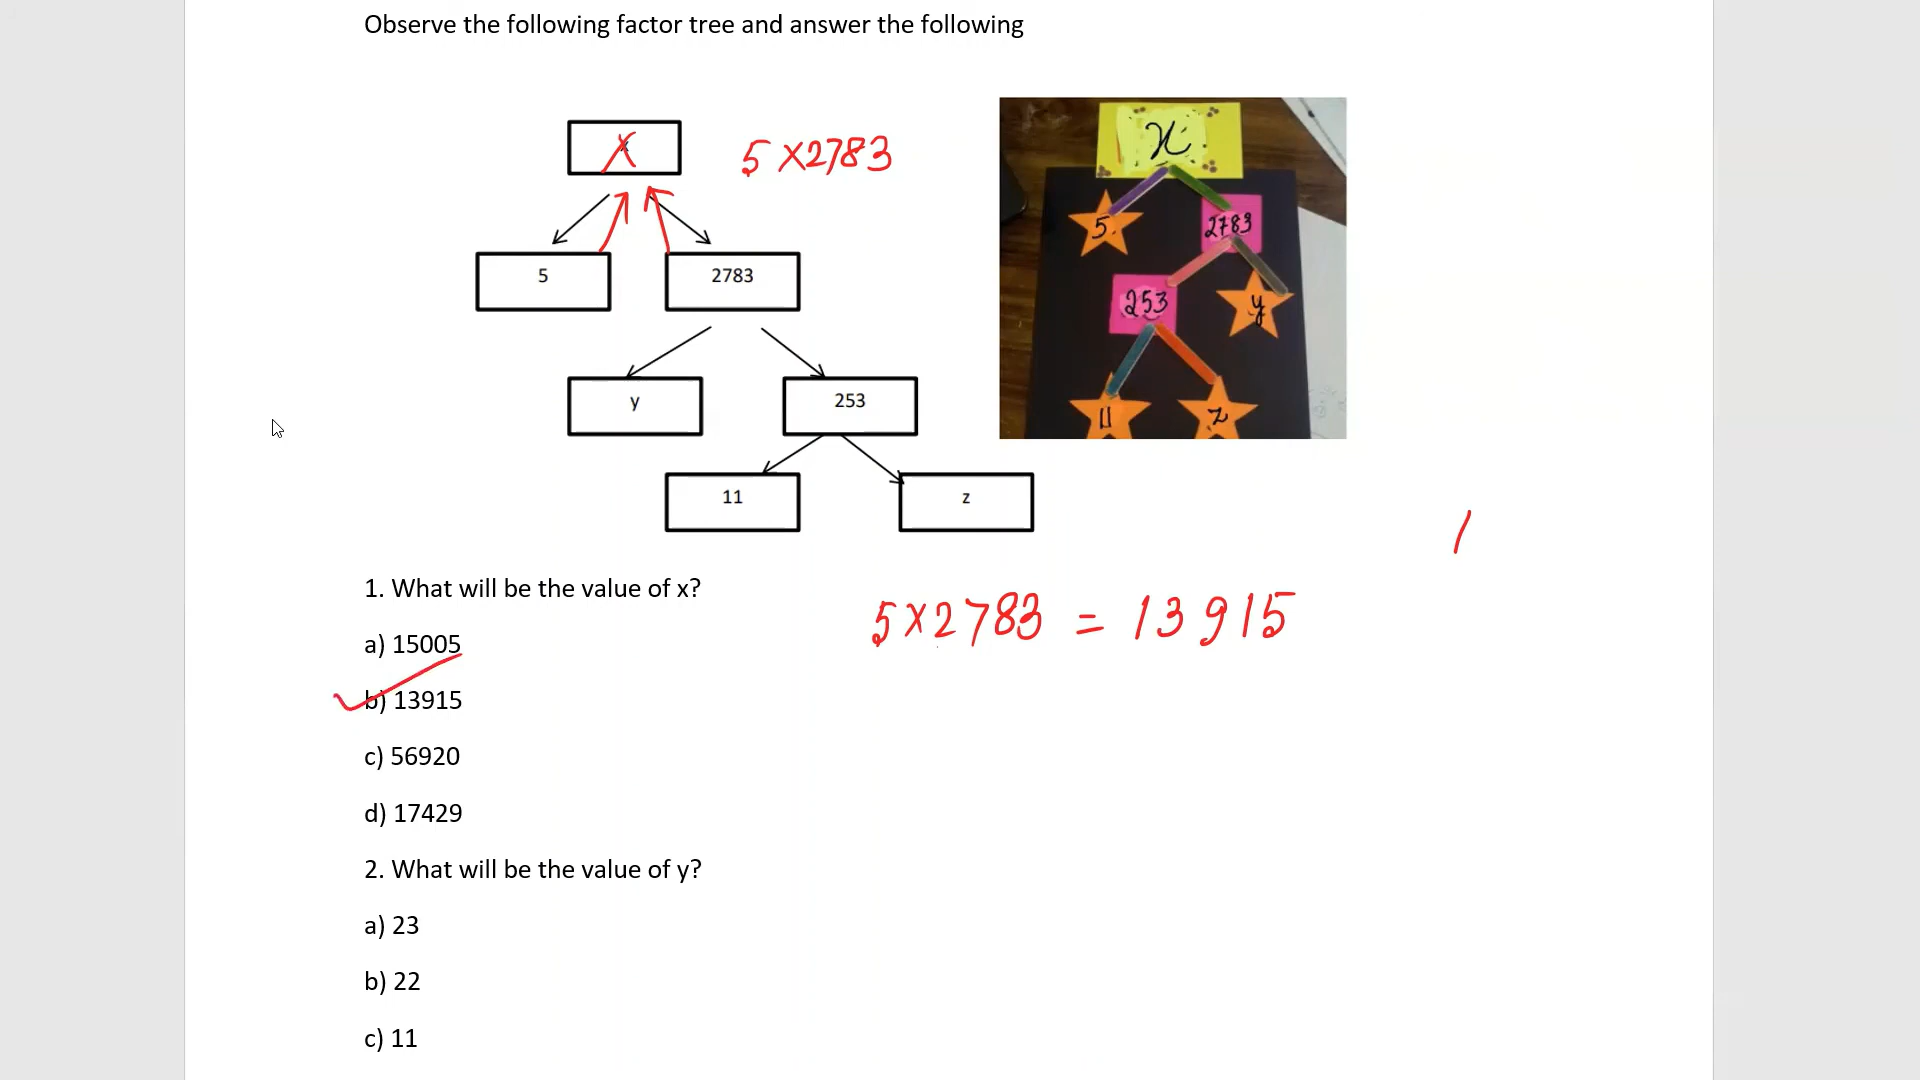 Observe the following factor tree and answer the following
x
5 X2783
5
2783
y
253
11
z
x
5.
2783
253
y
11
z
1. What will be the value of x?
5x2783 = 13915
a) 15005
b) 13915
c) 56920
d) 17429
2. What will be the value of y?
a) 23
b) 22
c) 11